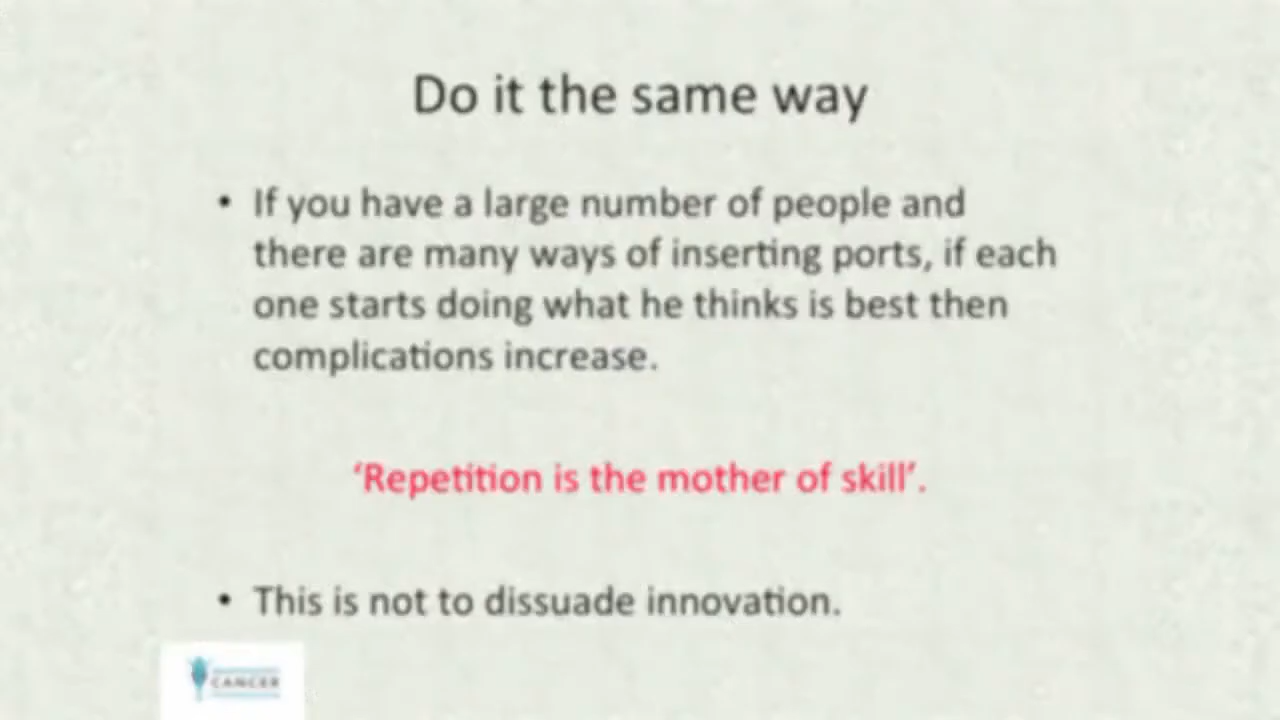 Do it the same way
• If you have a large number of people and
there are many ways of inserting ports, if each
one starts doing what he thinks is best then
complications increase.
‘Repetition is the mother of skill’.
• This is not to dissuade innovation.
CANCER